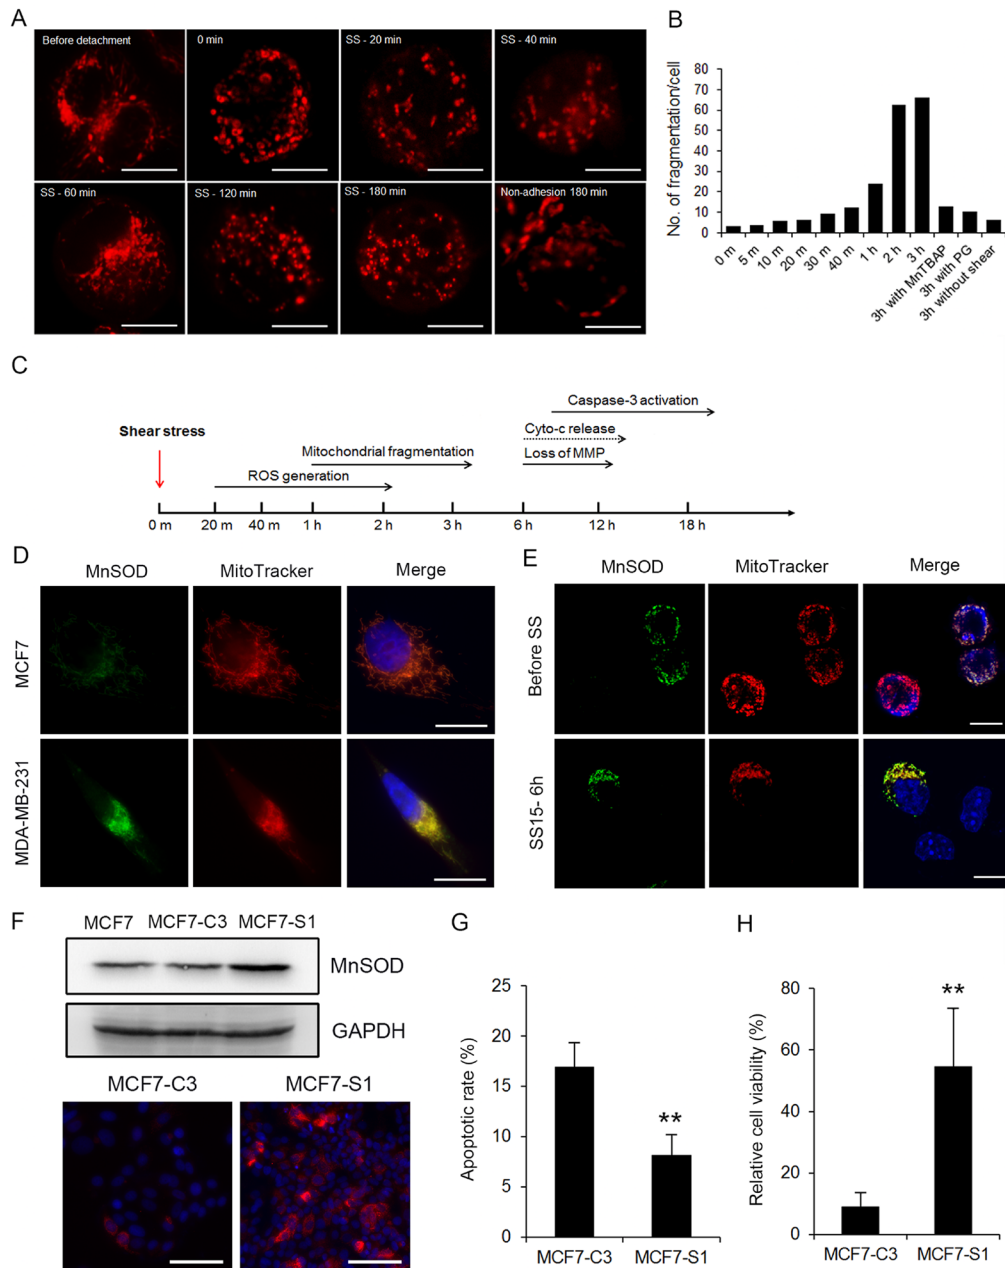 A
Before detachment
0 min
SS - 20 min
SS - 40 min
SS - 60 min
SS - 120 min
SS - 180 min
Non-adhesion 180 min
B
No. of fragmentation/cell
80
70
60
50
40
30
20
10
0
0 m
5 m
10 m
20 m
30 m
40 m
1 h
2 h
3 h
3h with MnTBAP
3h with PG
3h without shear
C
Caspase-3 activation
Shear stress
Cyto-c release
Mitochondrial fragmentation
Loss of MMP
ROS generation
0 m
20 m
40 m
1 h
2 h
3 h
6 h
12 h
18 h
D
MnSOD
MitoTracker
Merge
MCF7
MDA-MB-231
E
MnSOD
MitoTracker
Merge
Before SS
SS15- 6h
F
MCF7
MCF7-C3
MCF7-S1
MnSOD
GAPDH
MCF7-C3
MCF7-S1
G
Apoptotic rate (%)
25
20
15
10
5
0
**
MCF7-C3
MCF7-S1
H
Relative cell viability (%)
80
60
40
20
0
**
MCF7-C3
MCF7-S1